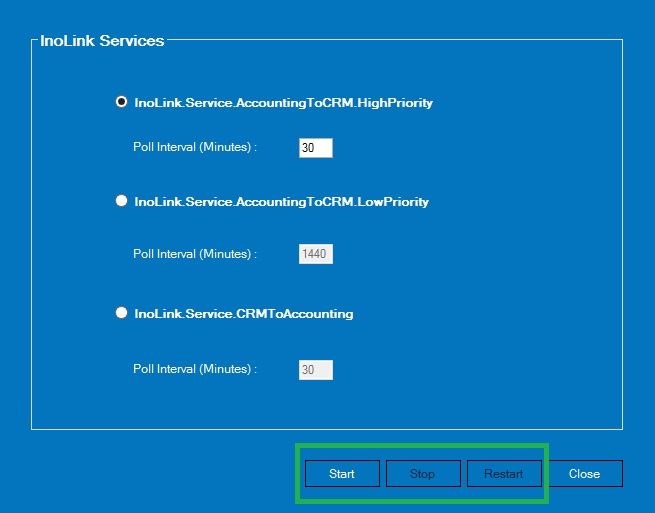 InoLink Services
InoLink.Service.AccountingToCRM.HighPriority
Poll Interval (Minutes) : 30
InoLink.Service.AccountingToCRM.LowPriority
Poll Interval (Minutes) : 1440
InoLink.Service.CRMToAccounting
Poll Interval (Minutes) : 30
Start Stop Restart Close